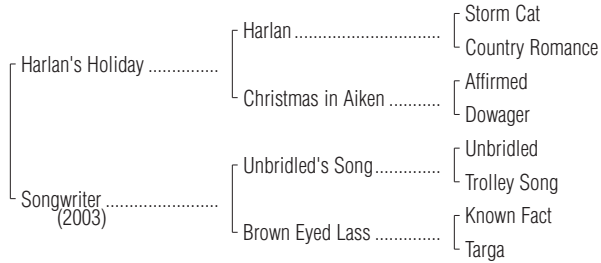 Storm Cat
Harlan..............................
Country Romance
Harlan's Holiday ...............
Affirmed
Christmas in Aiken ...........
Dowager
Unbridled
Unbridled's Song..............
Trolley Song
Songwriter ........................
(2003)
Known Fact
Brown Eyed Lass ..............
Targa